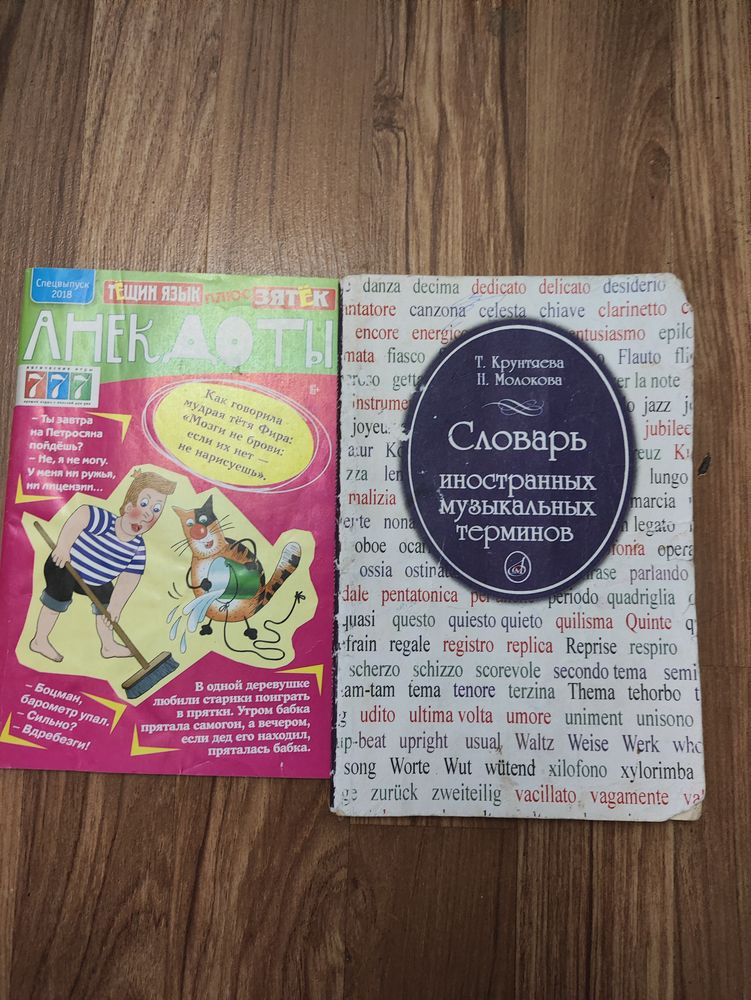 Спецвыпуск
2018
ТЁЩИН ЯЗЫК ПЛЮС ЗЯТЁК
АНЕКДОТЫ
777
6+
Как говорила
мудрая тётя Фира:
«Мозги не брови:
если их нет —
не нарисуешь».
– Ты завтра
на Петросяна
пойдёшь?
– Не, я не могу.
У меня ни ружья,
ни лицензии...
– Боцман,
барометр упал.
– Сильно?
– Вдребезги!
В одной деревушке
любили старики поиграть
в прятки. Утром бабка
прятала самогон, а вечером,
если дед его находил,
пряталась бабка.
Т. Крунтяева
Н. Молокова
Словарь
иностранных
музыкальных
терминов
danza decima dedicato delicato desiderio
canzona celesta chiave clarinetto
encore
fiasco Flauto
la note
jazz
lungo
malizia marcia
nona legato
oboe opera
ossia parlando
pentatonica periodo quadriglia
quasi questo quiesto quieto quilisma Quinte
regale registro replica Reprise respiro
scherzo schizzo scorevole secondo tema
tema tenore terzina Thema tehorbo
udito ultima volta umore uniment unisono
upright usual Waltz Weise Werk
song Worte Wut wütend xilofono xylorimba
zurück zweiteilig vacillato vagamente